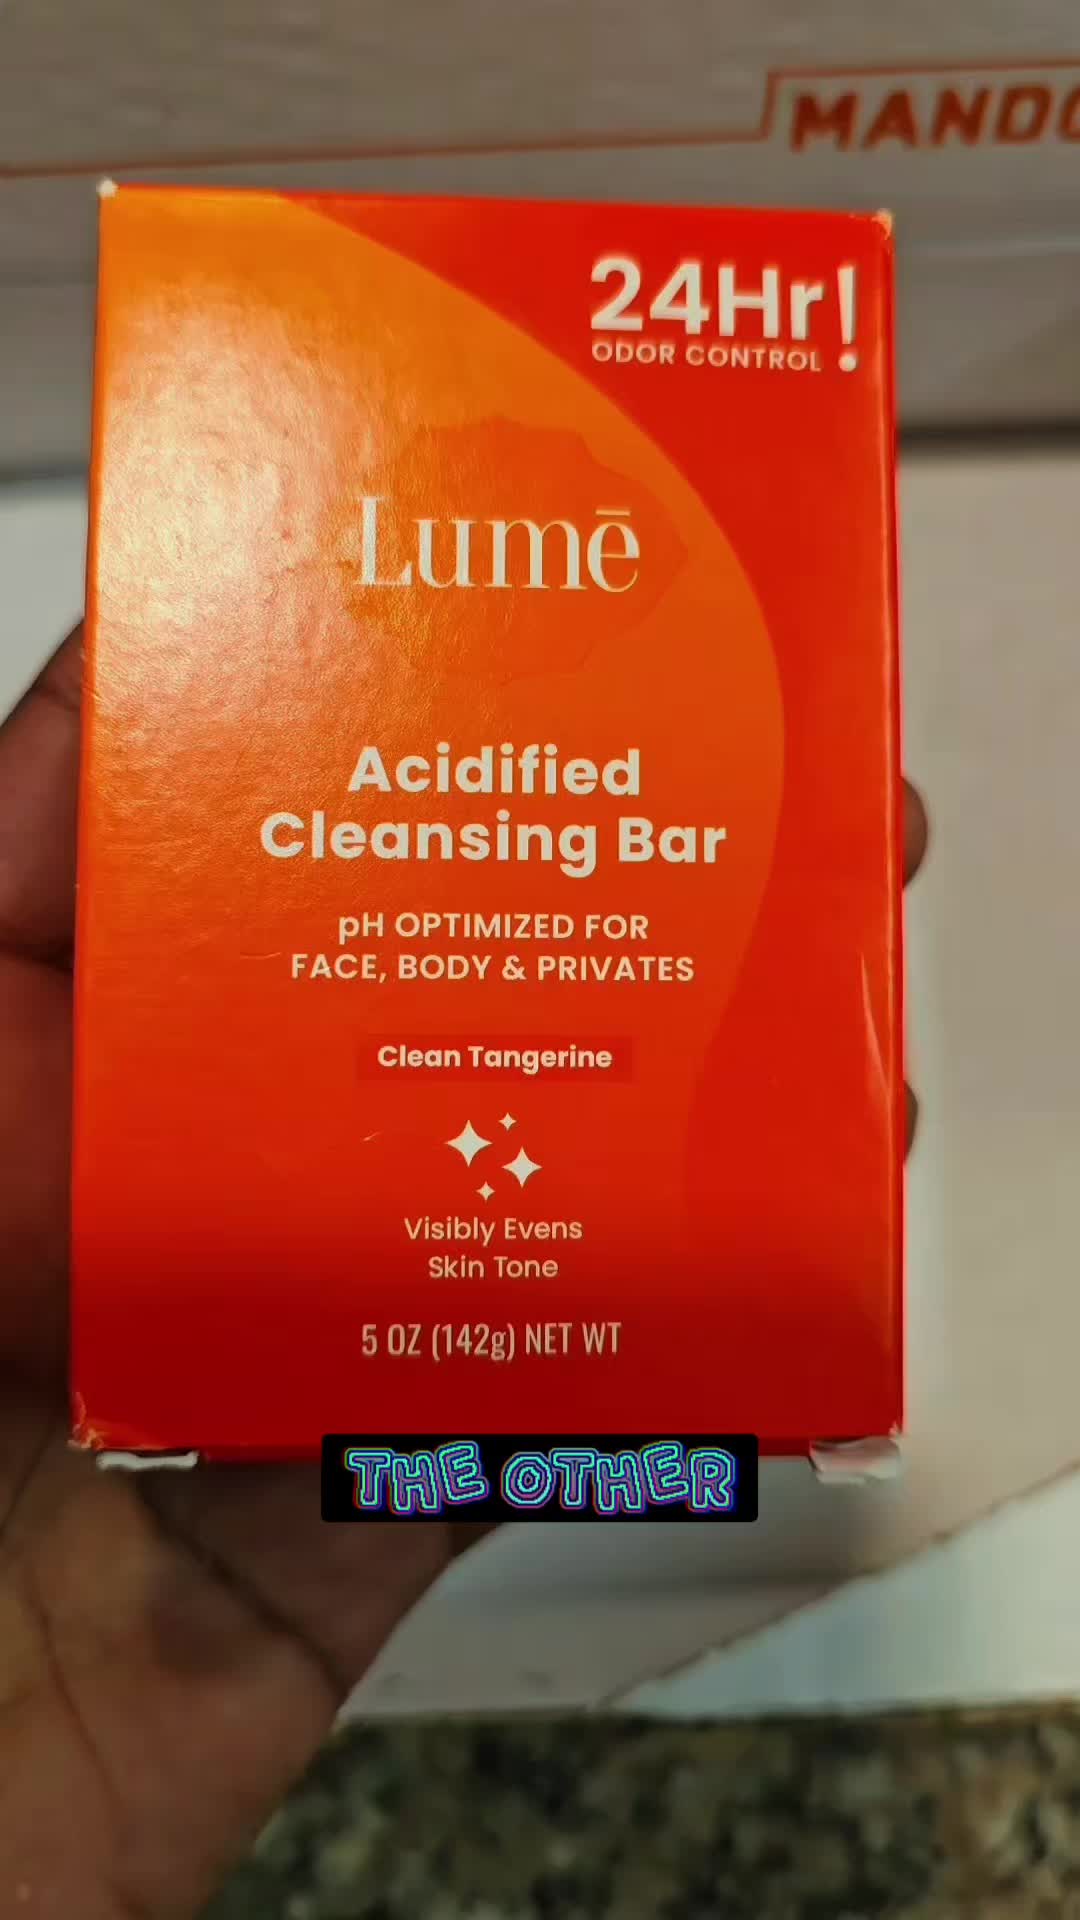 MANDO
24Hr!
ODOR CONTROL
Lumē
Acidified
Cleansing Bar
pH OPTIMIZED FOR
FACE, BODY & PRIVATES
Clean Tangerine
Visibly Evens
Skin Tone
5 OZ (142g) NET WT
THE OTHER